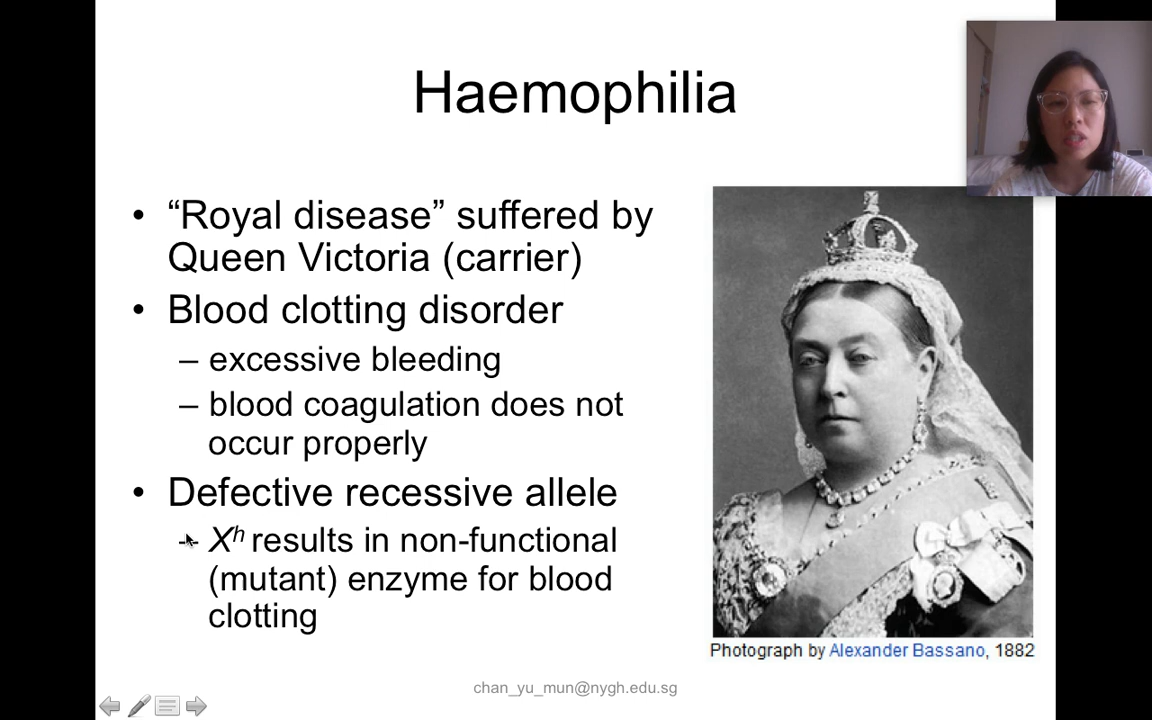 Haemophilia
• “Royal disease” suffered by
Queen Victoria (carrier)
• Blood clotting disorder
– excessive bleeding
– blood coagulation does not
occur properly
• Defective recessive allele
– Xʰ results in non-functional
(mutant) enzyme for blood
clotting
Photograph by Alexander Bassano, 1882
chan_yu_mun@nygh.edu.sg